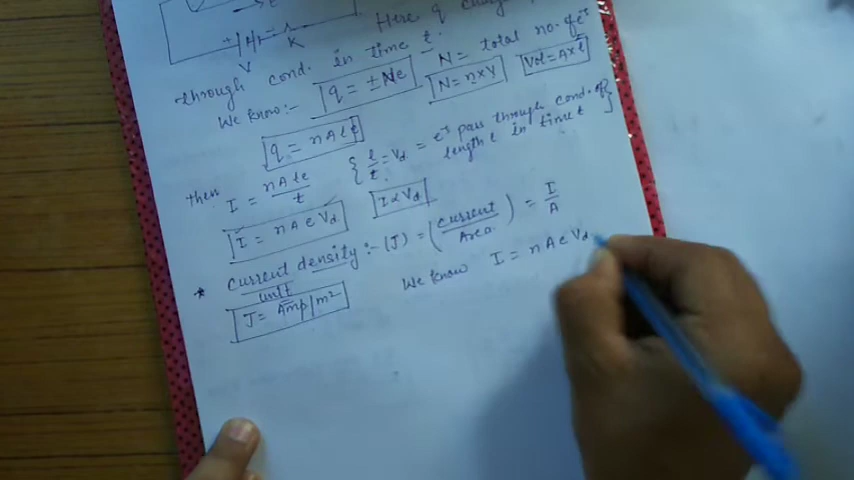 t
+
V
K
Here q
through cond. in time t.
We know:- q = ±Ne N = total no. of e⁻s
N = n×V Vol = A×l
q = nAle
then I = nAle/t { l/t = Vd = e⁻s pass through cond. of length l in time t }
I = nAeVd I ∝ Vd
* current density :- (J) = (current/Area) = I/A
unit
J = Amp/m²
We know I = nAeVd